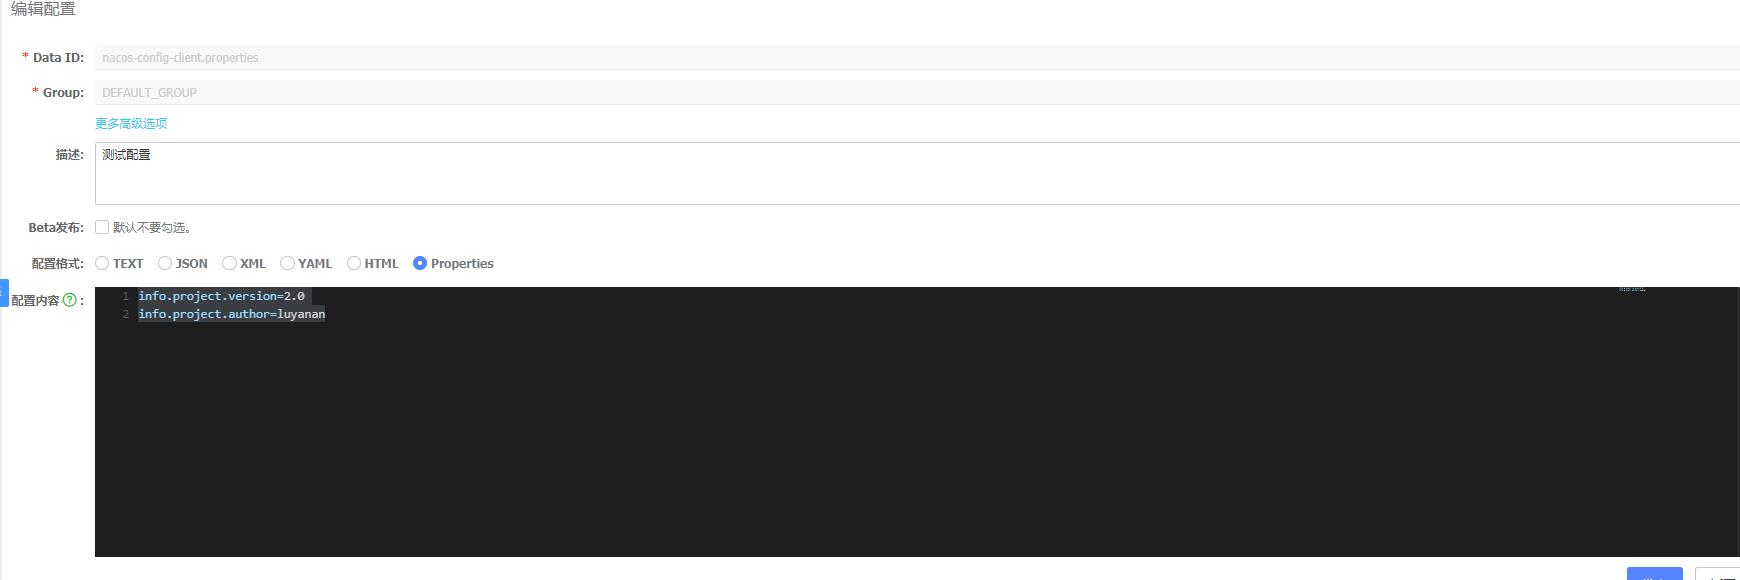 编辑配置
* Data ID: nacos-config-client.properties
* Group: DEFAULT_GROUP
更多高级选项
描述: 测试配置
Beta发布: 默认不要勾选。
配置格式: TEXT JSON XML YAML HTML Properties
配置内容 ? :
1 info.project.version=2.0
2 info.project.author=luyanan